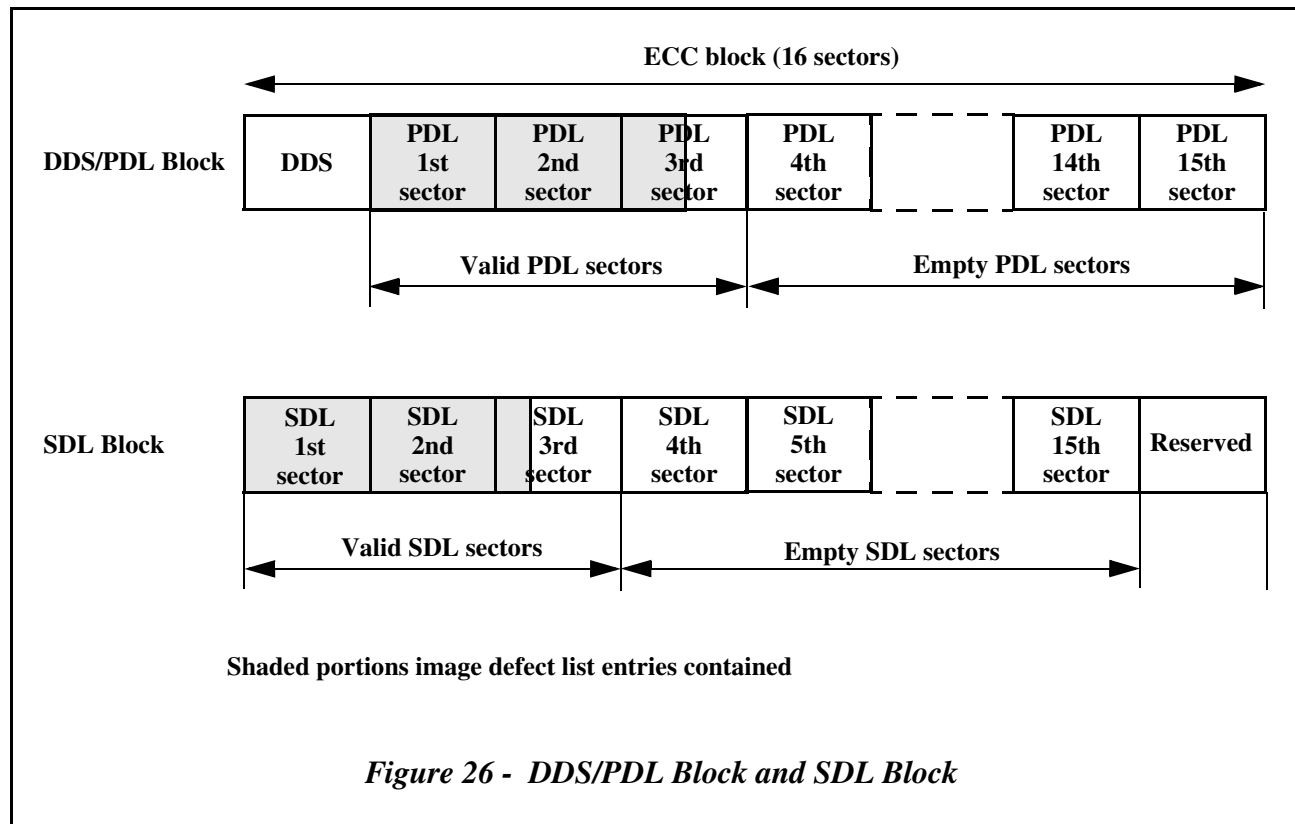 ECC block (16 sectors)
DDS/PDL Block
DDS
PDL
1st
sector
PDL
2nd
sector
PDL
3rd
sector
PDL
4th
sector
PDL
14th
sector
PDL
15th
sector
Valid PDL sectors
Empty PDL sectors
SDL Block
SDL
1st
sector
SDL
2nd
sector
SDL
3rd
sector
SDL
4th
sector
SDL
5th
sector
SDL
15th
sector
Reserved
Valid SDL sectors
Empty SDL sectors
Shaded portions image defect list entries contained
Figure 26 - DDS/PDL Block and SDL Block